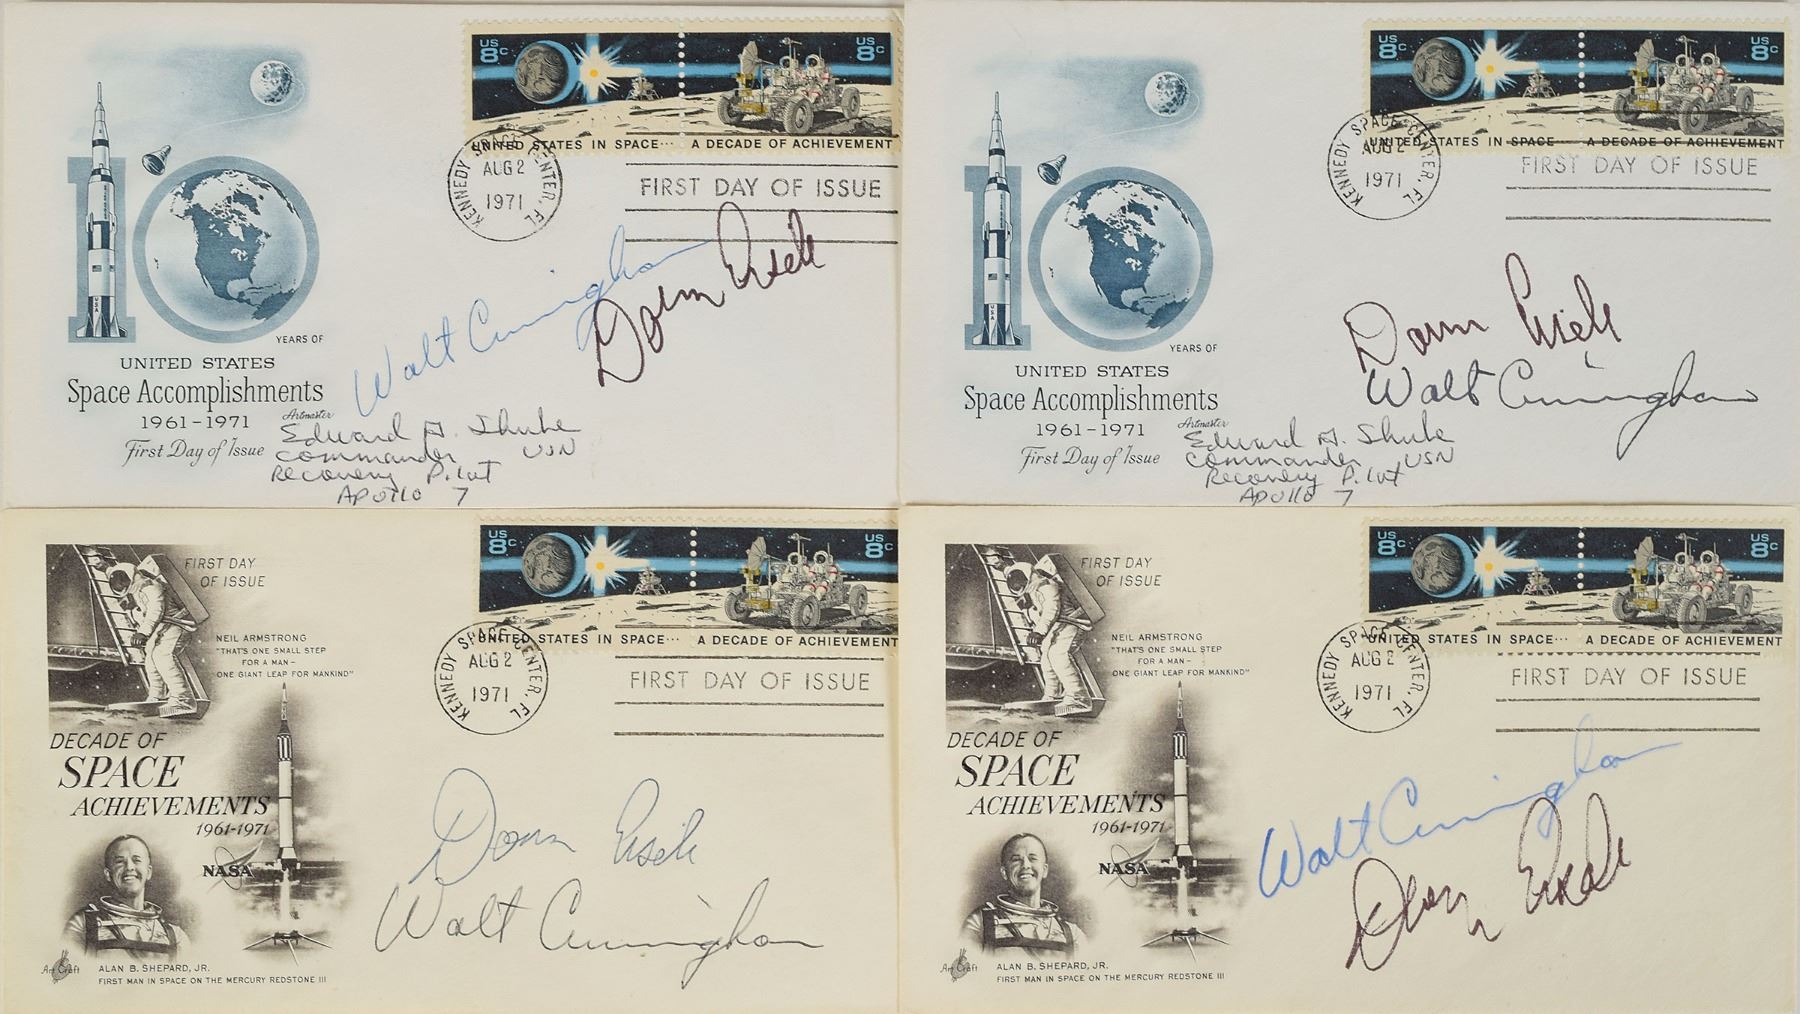 US 8c
8c
UNITED STATES IN SPACE··· A DECADE OF ACHIEVEMENT
KENNEDY SPACE CENTER, FL
AUG 2
1971
FIRST DAY OF ISSUE
USA
10
YEARS OF
UNITED STATES
Space Accomplishments
1961-1971
Artmaster
First Day of Issue
Walt Cunningham
Donn Eisele
Edward A. Shube
Commander USN
Recovery Pilot
Apollo 7
US 8c
8c
UNITED STATES IN SPACE A DECADE OF ACHIEVEMENT
KENNEDY SPACE CENTER, FL
AUG 2
1971
FIRST DAY OF ISSUE
USA
10
YEARS OF
UNITED STATES
Space Accomplishments
1961-1971
Artmaster
First Day of Issue
Donn Eisele
Walt Cunningham
Edward A. Shube
Commander USN
Recovery Pilot
Apollo 7
US 8c
8c
UNITED STATES IN SPACE··· A DECADE OF ACHIEVEMENT
KENNEDY SPACE CENTER, FL
AUG 2
1971
FIRST DAY OF ISSUE
FIRST DAY
OF ISSUE
NEIL ARMSTRONG
"THAT'S ONE SMALL STEP
FOR A MAN -
ONE GIANT LEAP FOR MANKIND"
DECADE OF
SPACE
ACHIEVEMENTS
1961-1971
NASA
Art Craft
ALAN B. SHEPARD, JR.
FIRST MAN IN SPACE ON THE MERCURY REDSTONE III
Donn Eisele
Walt Cunningham
US 8c
8c
UNITED STATES IN SPACE··· A DECADE OF ACHIEVEMENT
KENNEDY SPACE CENTER, FL
AUG 2
1971
FIRST DAY OF ISSUE
FIRST DAY
OF ISSUE
NEIL ARMSTRONG
"THAT'S ONE SMALL STEP
FOR A MAN -
ONE GIANT LEAP FOR MANKIND"
DECADE OF
SPACE
ACHIEVEMENTS
1961-1971
NASA
Art Craft
ALAN B. SHEPARD, JR.
FIRST MAN IN SPACE ON THE MERCURY REDSTONE III
Walt Cunningham
Donn Eisele